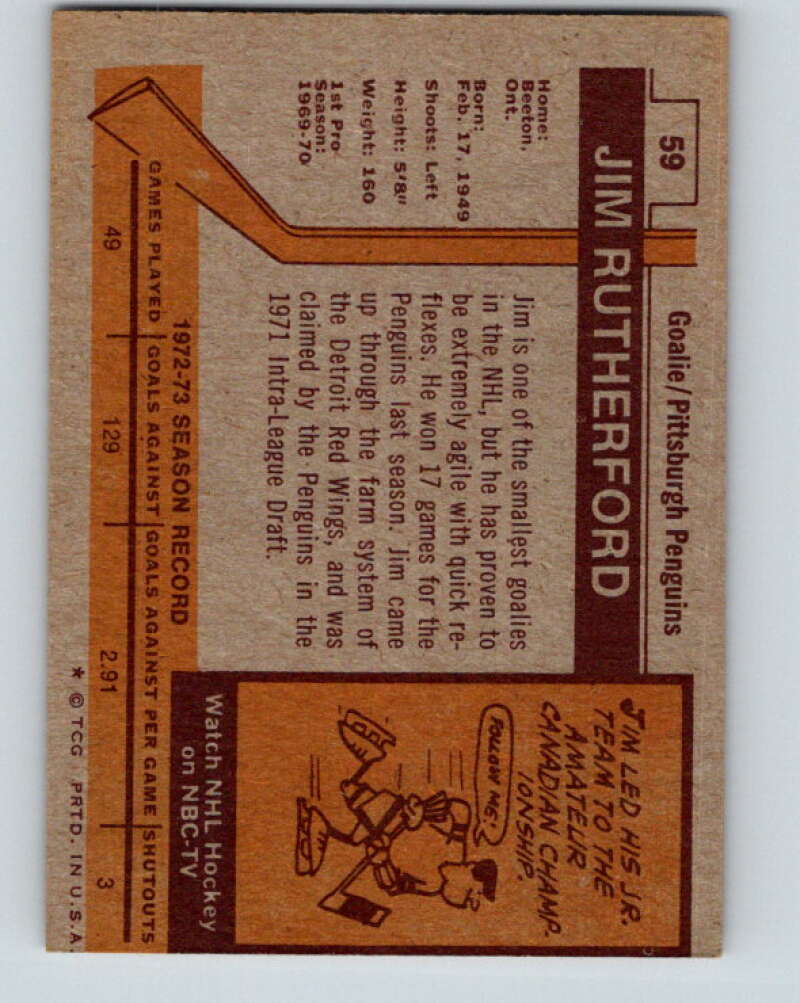 59
Goalie/Pittsburgh Penguins
JIM RUTHERFORD
Home:
Beeton,
Ont.
Born:
Feb. 17, 1949
Shoots: Left
Height: 5'8"
Weight: 160
1st Pro
Season:
1969-70
Jim is one of the smallest goalies
in the NHL, but he has proven to
be extremely agile with quick re-
flexes. He won 17 games for the
Penguins last season. Jim came
up through the farm system of
the Detroit Red Wings, and was
claimed by the Penguins in the
1971 Intra-League Draft.
JIM LED HIS JR.
TEAM TO THE
AMATEUR
CANADIAN CHAMP-
IONSHIP.
FOLLOW ME!
Watch NHL Hockey
on NBC-TV
1972-73 SEASON RECORD
GAMES PLAYED GOALS AGAINST GOALS AGAINST PER GAME SHUTOUTS
49 129 2.91 3
* © TCG PRTD. IN U.S.A.